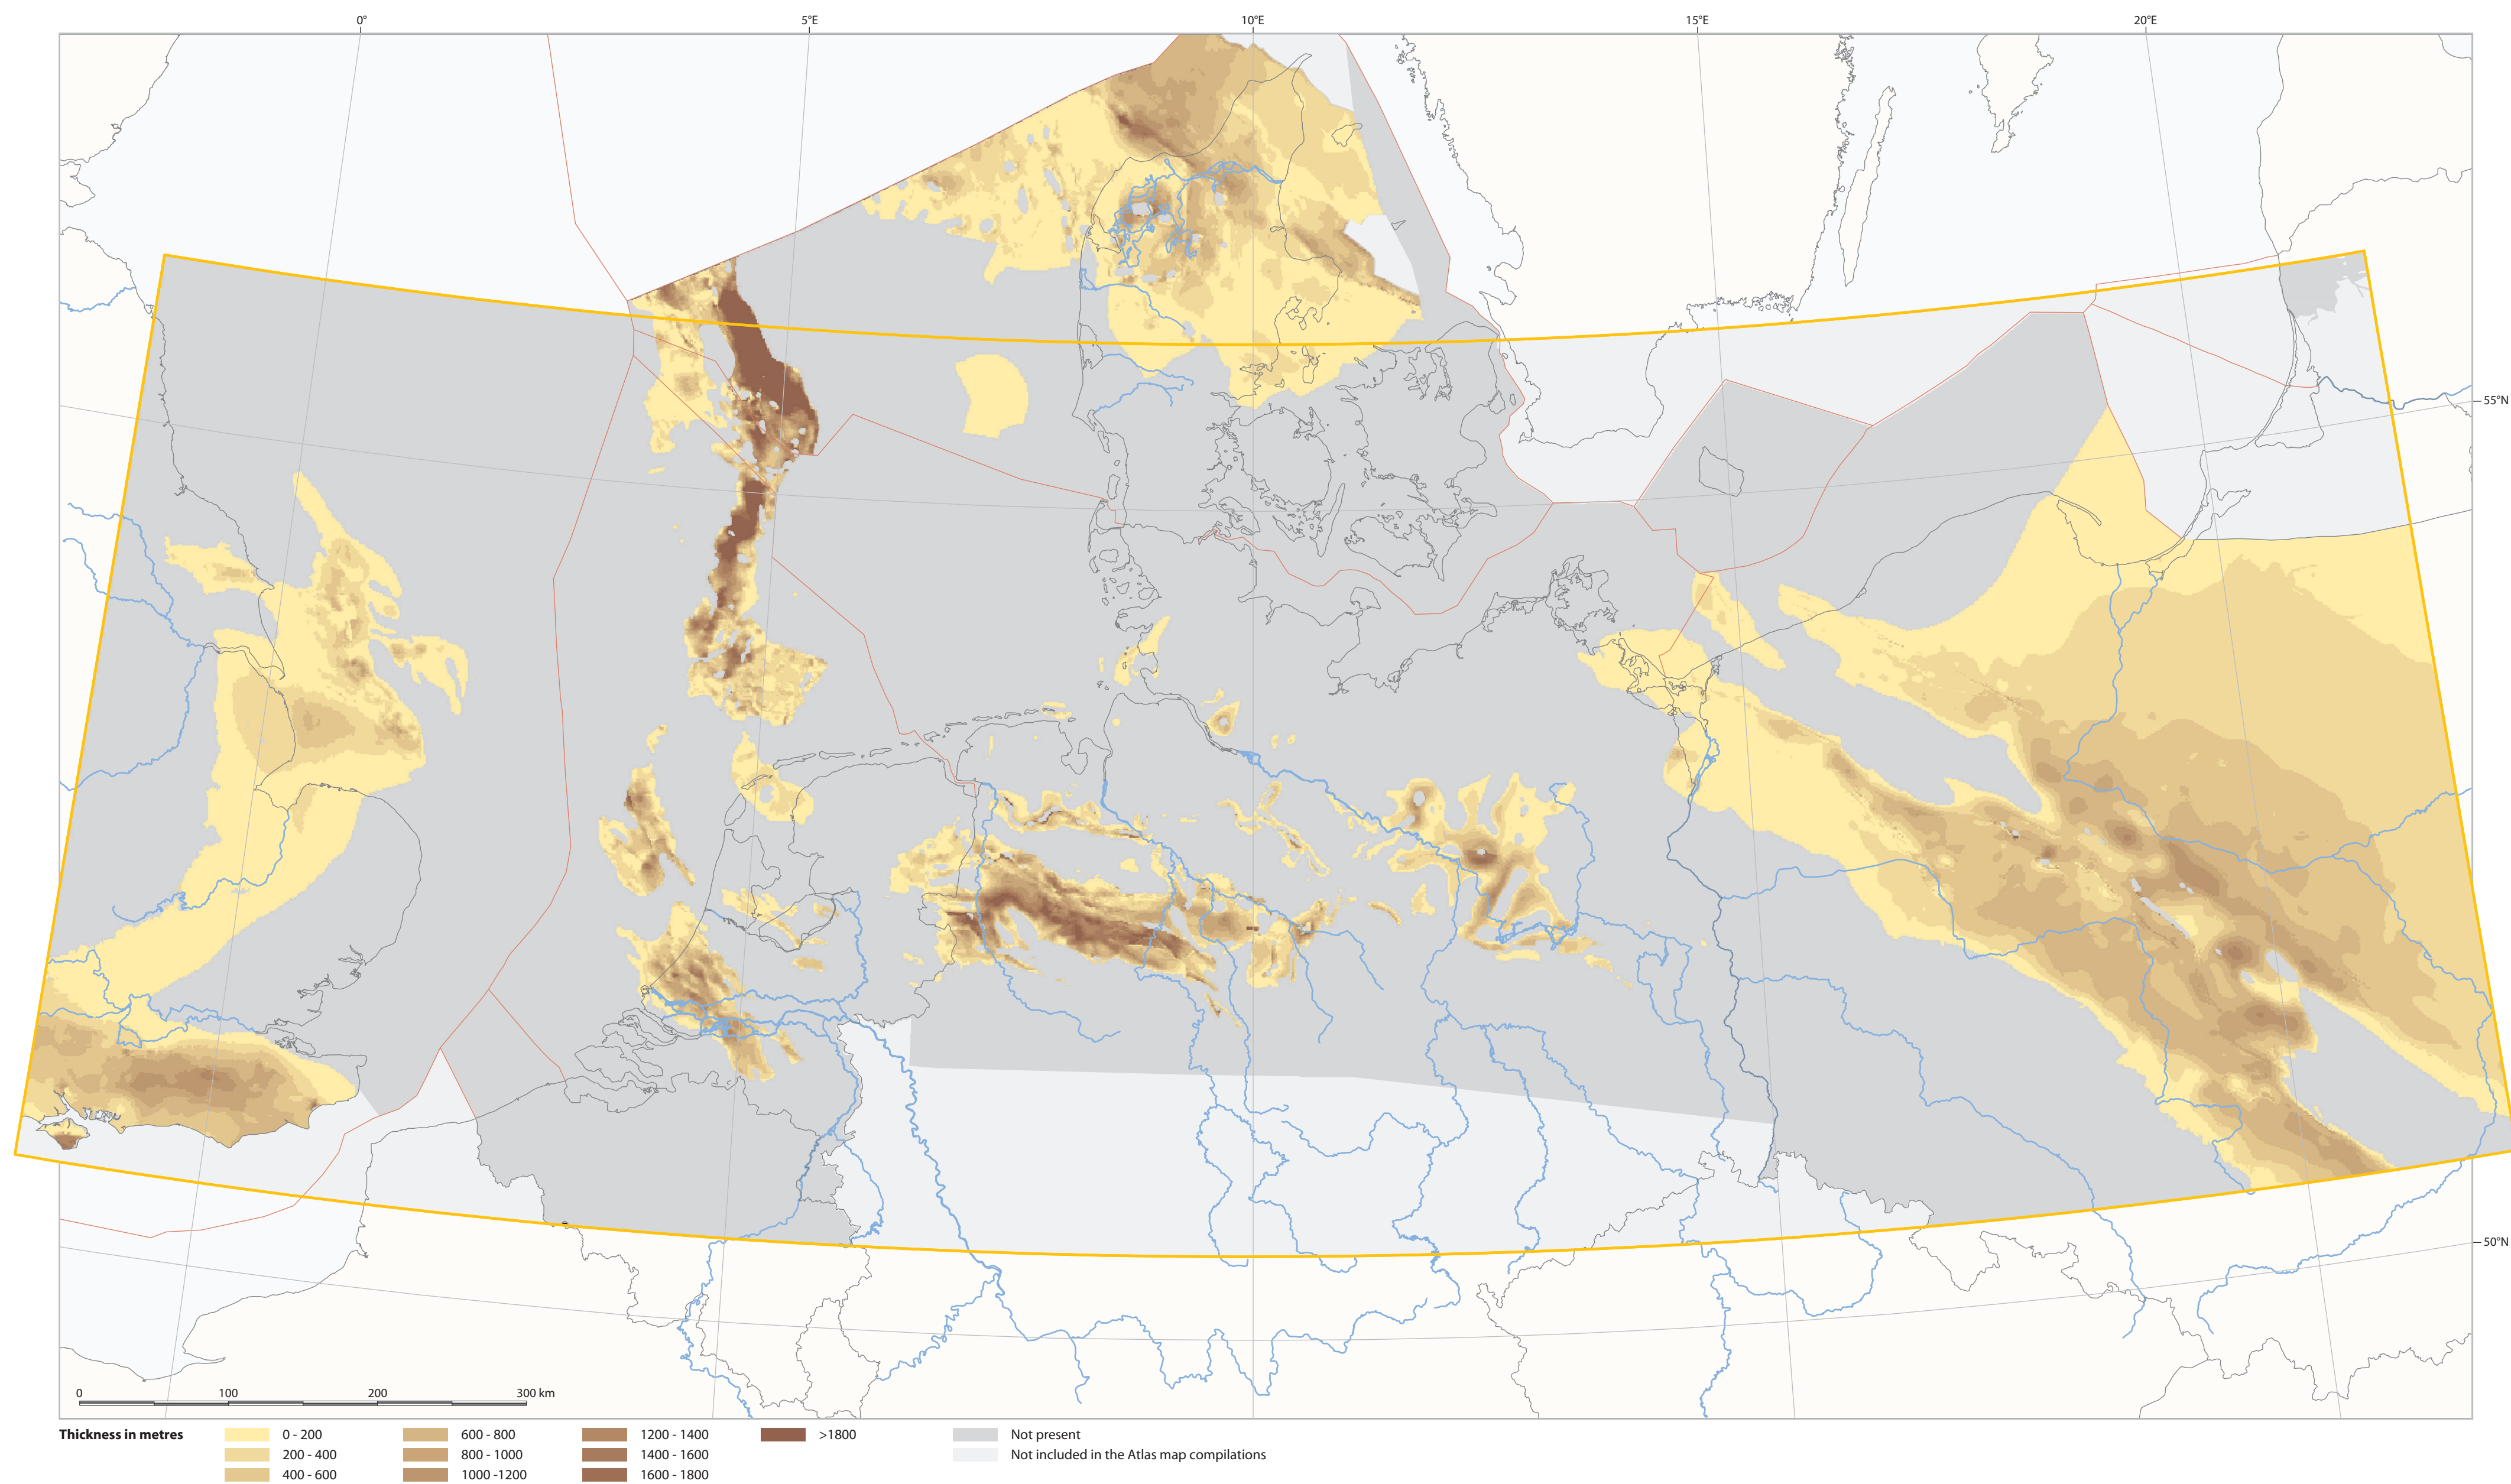 0° 5°E 10°E 15°E 20°E
55°N
50°N
0 100 200 300 km
Thickness in metres 0 - 200 600 - 800 1200 - 1400 >1800 Not present
200 - 400 800 - 1000 1400 - 1600 Not included in the Atlas map compilations
400 - 600 1000 -1200 1600 - 1800